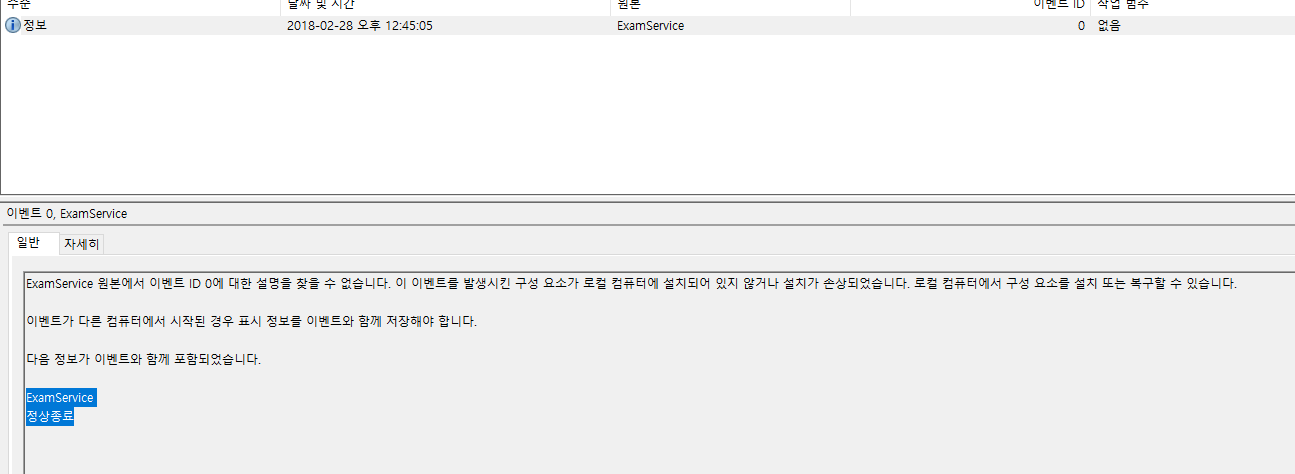 수준 날짜 및 시간 원본 이벤트 ID 작업 범주
정보 2018-02-28 오후 12:45:05 ExamService 0 없음
이벤트 0, ExamService
일반 자세히
ExamService 원본에서 이벤트 ID 0에 대한 설명을 찾을 수 없습니다. 이 이벤트를 발생시킨 구성 요소가 로컬 컴퓨터에 설치되어 있지 않거나 설치가 손상되었습니다. 로컬 컴퓨터에서 구성 요소를 설치 또는 복구할 수 있습니다.
이벤트가 다른 컴퓨터에서 시작된 경우 표시 정보를 이벤트와 함께 저장해야 합니다.
다음 정보가 이벤트와 함께 포함되었습니다.
ExamService
정상종료